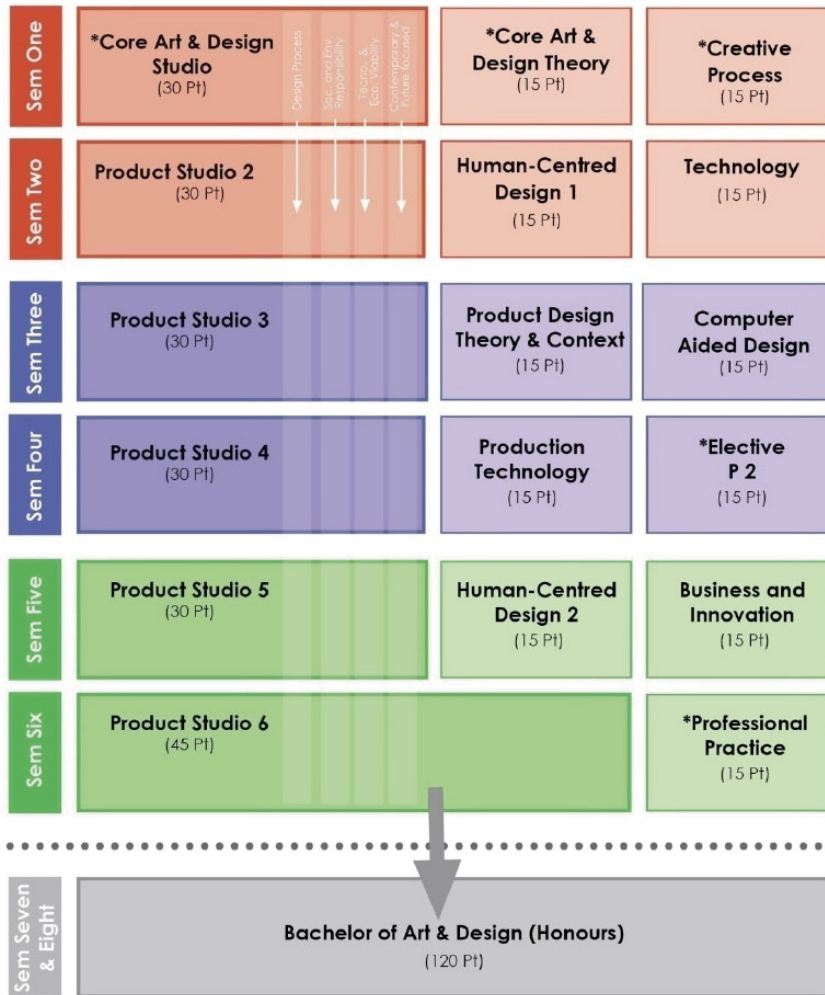 Sem One
*Core Art & Design
Studio
(30 Pt)
Design Process
Soc. and Env
Responsibility
Tecno. &
Eco. Viability
Contemporary &
Future focused
*Core Art &
Design Theory
(15 Pt)
*Creative
Process
(15 Pt)
Sem Two
Product Studio 2
(30 Pt)
Human-Centred
Design 1
(15 Pt)
Technology
(15 Pt)
Sem Three
Product Studio 3
(30 Pt)
Product Design
Theory & Context
(15 Pt)
Computer
Aided Design
(15 Pt)
Sem Four
Product Studio 4
(30 Pt)
Production
Technology
(15 Pt)
*Elective
P 2
(15 Pt)
Sem Five
Product Studio 5
(30 Pt)
Human-Centred
Design 2
(15 Pt)
Business and
Innovation
(15 Pt)
Sem Six
Product Studio 6
(45 Pt)
*Professional
Practice
(15 Pt)
Sem Seven
& Eight
Bachelor of Art & Design (Honours)
(120 Pt)